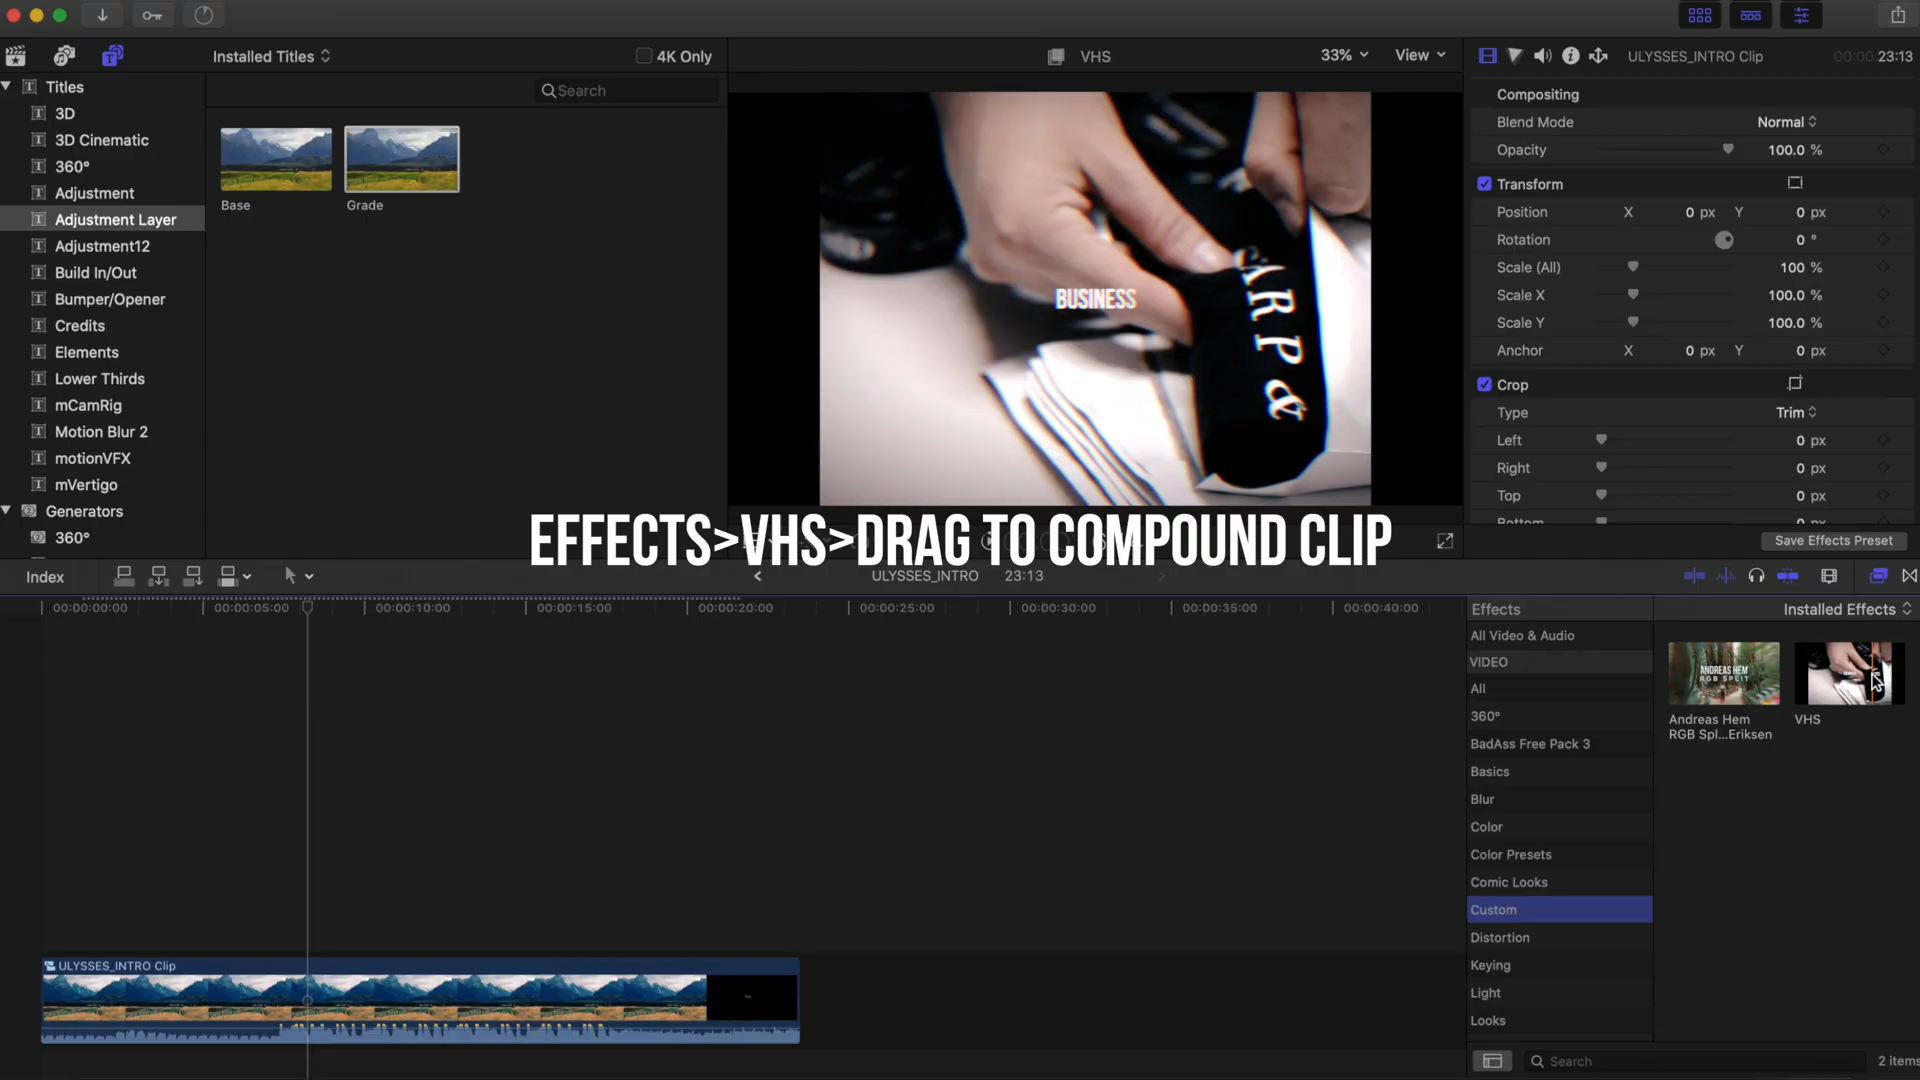 Installed Titles
4K Only
VHS
33%
View
ULYSSES_INTRO Clip
00:00:23:13
Titles
3D
3D Cinematic
360°
Adjustment
Adjustment Layer
Adjustment12
Build In/Out
Bumper/Opener
Credits
Elements
Lower Thirds
mCamRig
Motion Blur 2
motionVFX
mVertigo
Generators
360°
Search
Base
Grade
BUSINESS
ARP&
Compositing
Blend Mode Normal
Opacity 100.0 %
Transform
Position X 0 px Y 0 px
Rotation 0 °
Scale (All) 100 %
Scale X 100.0 %
Scale Y 100.0 %
Anchor X 0 px Y 0 px
Crop
Type Trim
Left 0 px
Right 0 px
Top 0 px
Bottom
Save Effects Preset
EFFECTS>VHS>DRAG TO COMPOUND CLIP
Index
ULYSSES_INTRO 23:13
00:00:00:00 00:00:05:00 00:00:10:00 00:00:15:00 00:00:20:00 00:00:25:00 00:00:30:00 00:00:35:00 00:00:40:00
ULYSSES_INTRO Clip
Effects
Installed Effects
All Video & Audio
VIDEO
All
360°
BadAss Free Pack 3
Basics
Blur
Color
Color Presets
Comic Looks
Custom
Distortion
Keying
Light
Looks
ANDREAS HEM
RGB SPLIT
Andreas Hem
RGB Spl...Eriksen
VHS
Search
2 items